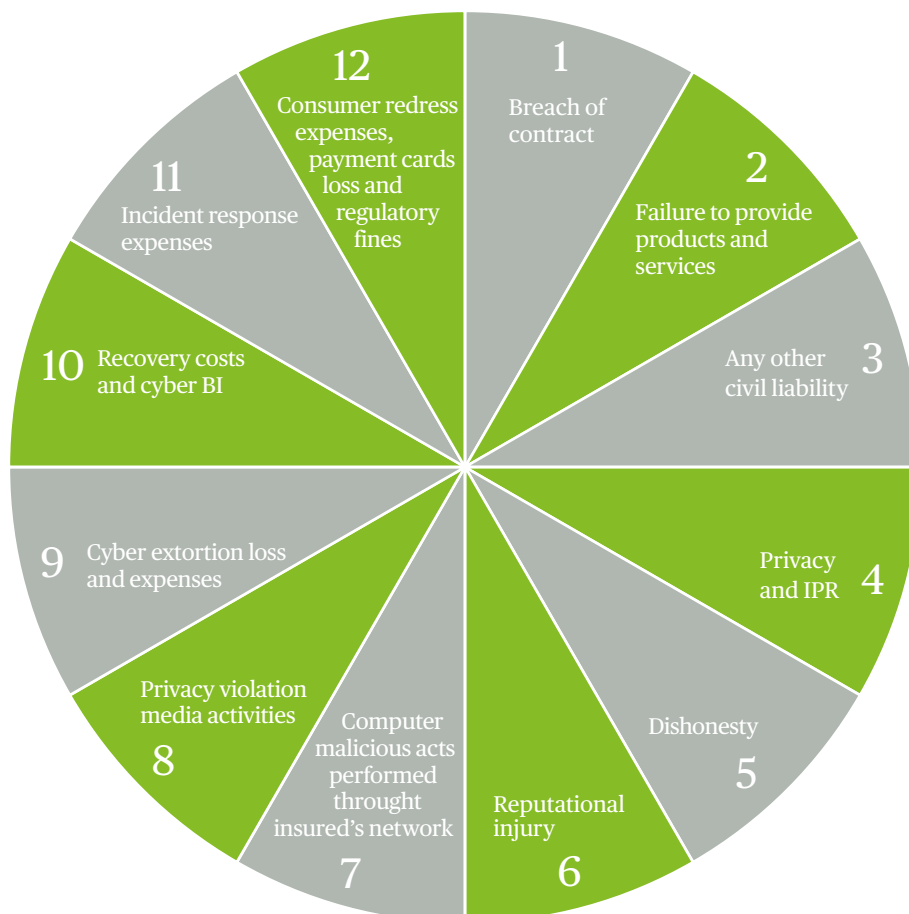 1
Breach of
contract
2
Failure to provide
products and
services
3
Any other
civil liability
4
Privacy
and IPR
5
Dishonesty
6
Reputational
injury
7
Computer
malicious acts
performed
throught
insured's network
8
Privacy violation
media activities
9
Cyber extortion loss
and expenses
10
Recovery costs
and cyber BI
11
Incident response
expenses
12
Consumer redress
expenses,
payment cards
loss and
regulatory
fines